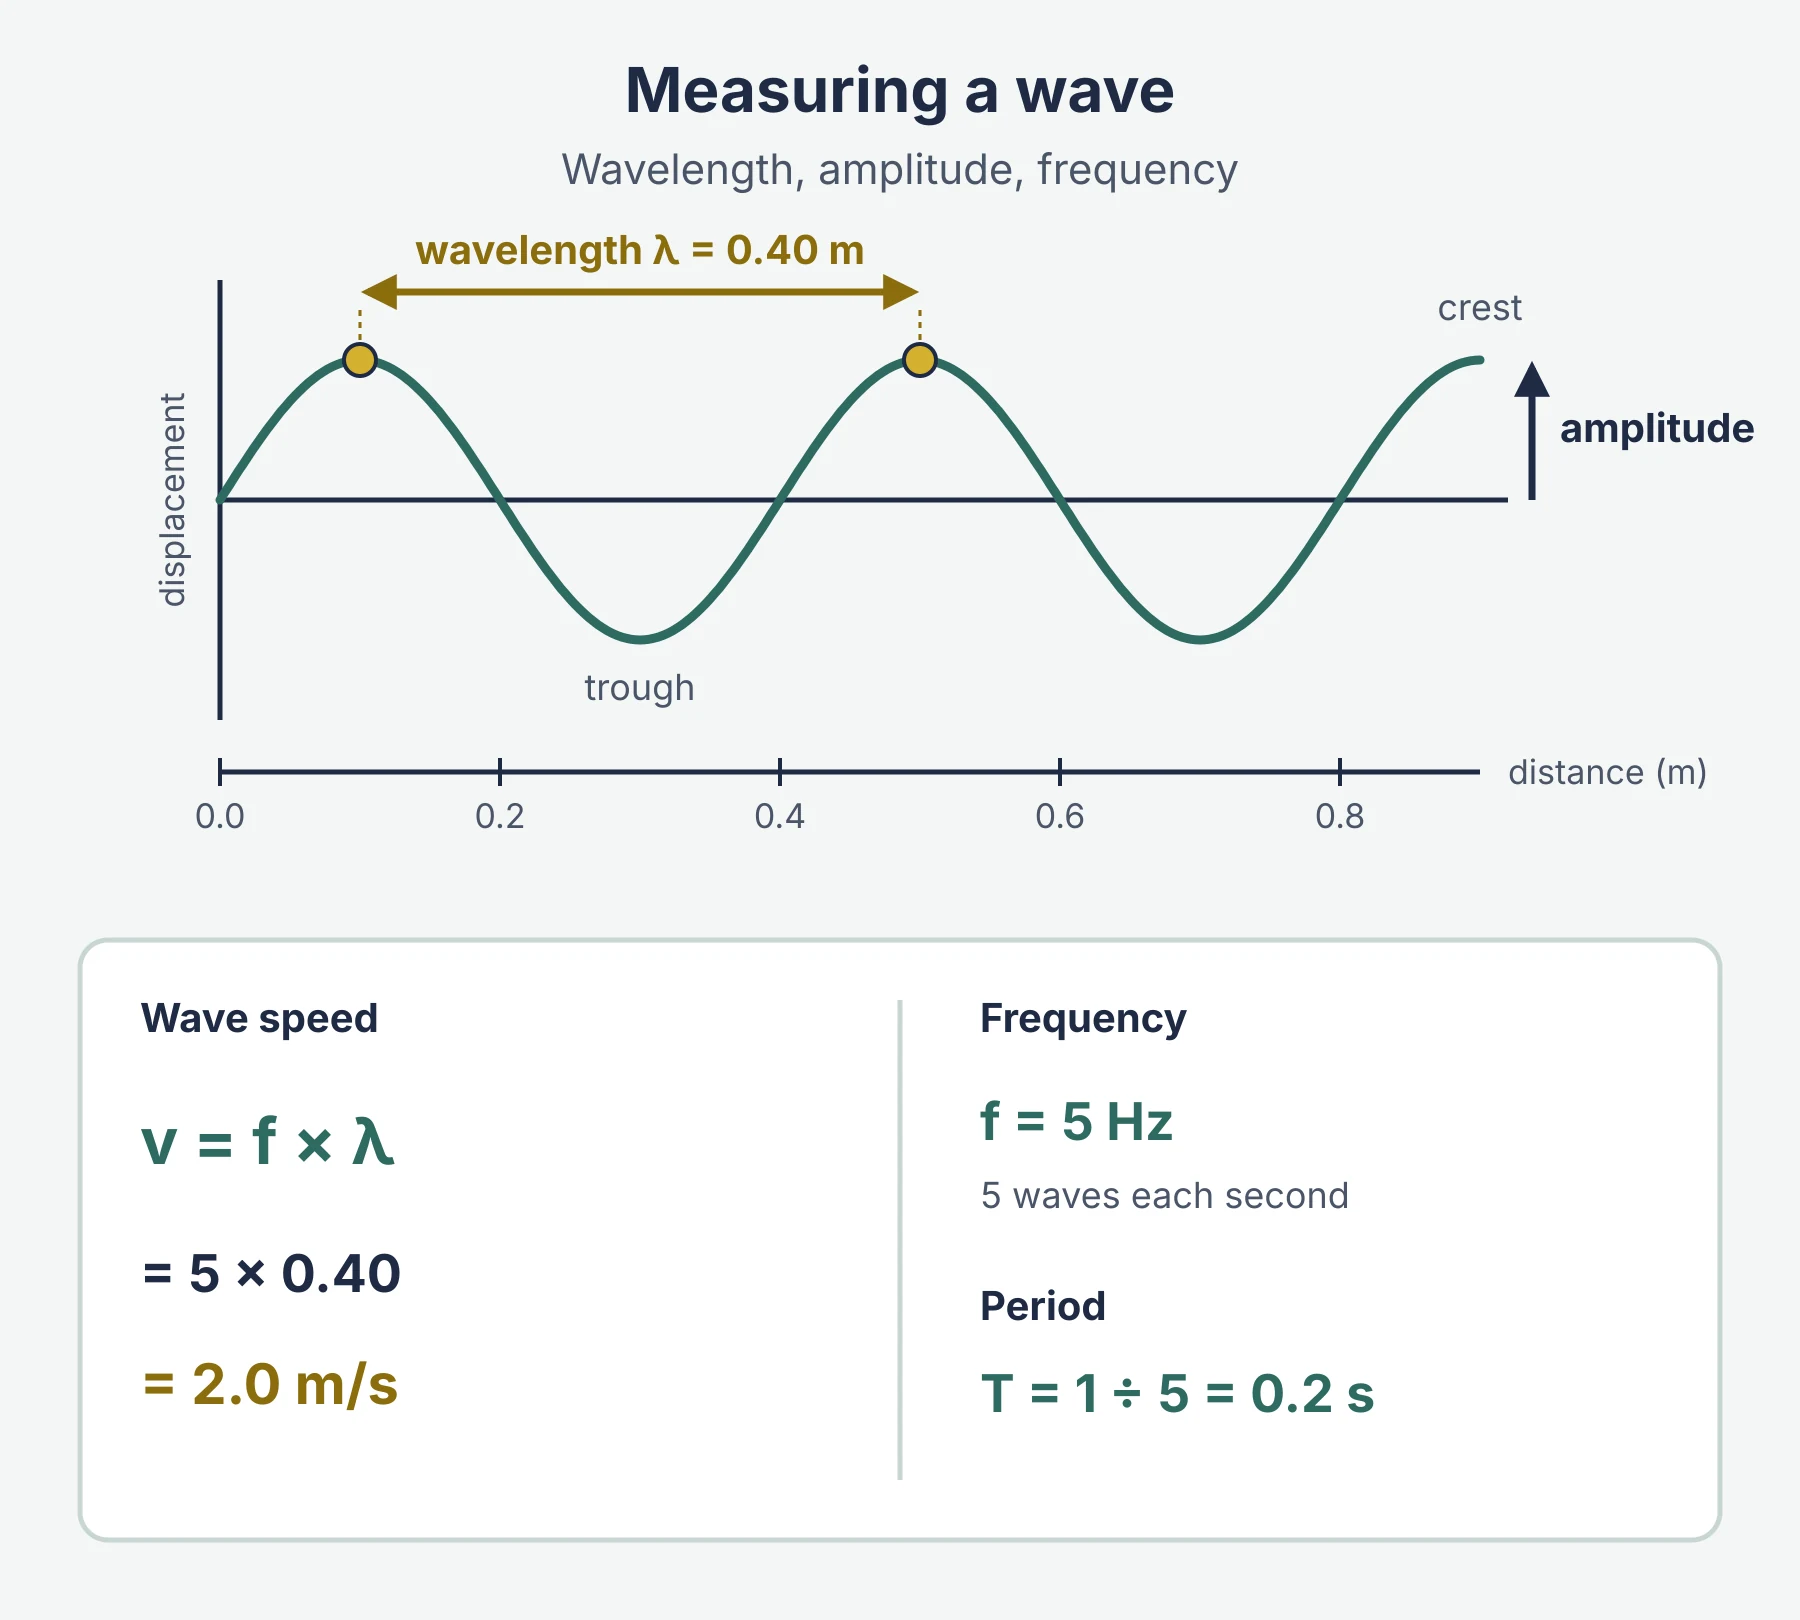 Measuring a wave
Wavelength, amplitude, frequency
wavelength λ = 0.40 m
crest
amplitude
displacement
trough
distance (m)
0.0 0.2 0.4 0.6 0.8
Wave speed
v = f × λ
= 5 × 0.40
= 2.0 m/s
Frequency
f = 5 Hz
5 waves each second
Period
T = 1 ÷ 5 = 0.2 s